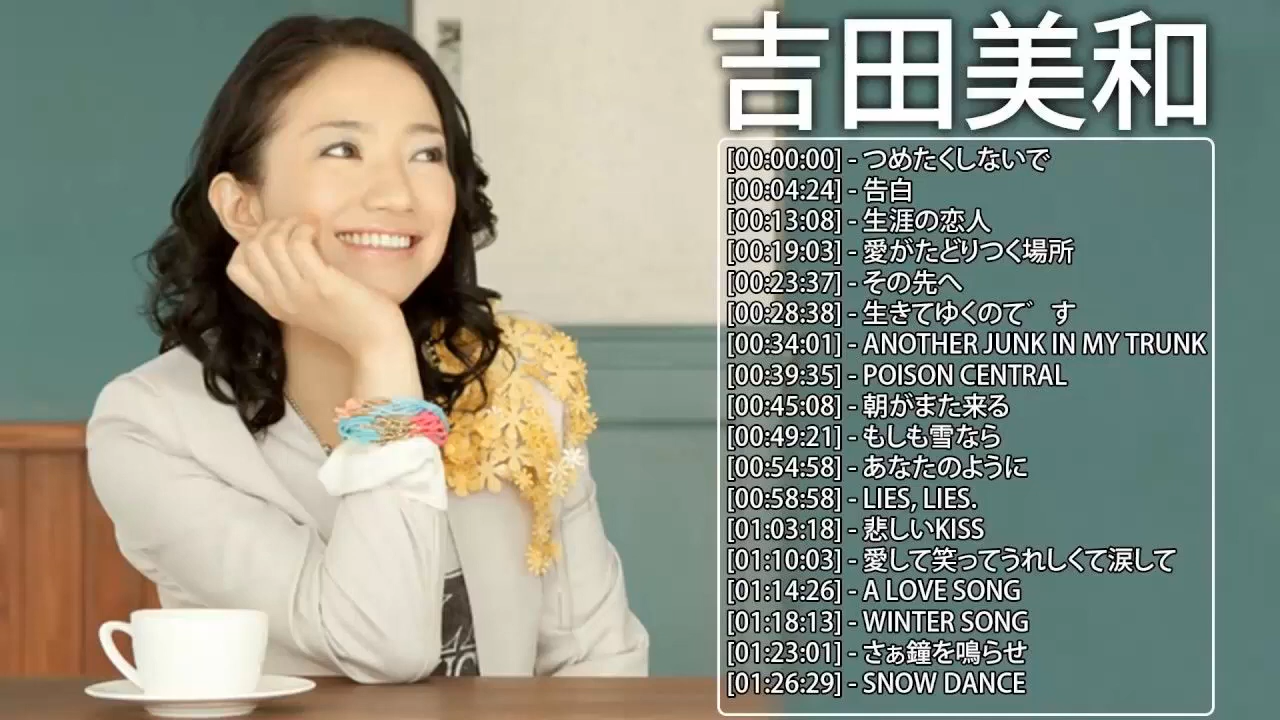 吉田美和
[00:00:00] - つめたくしないで
[00:04:24] - 告白
[00:13:08] - 生涯の恋人
[00:19:03] - 愛がたどりつく場所
[00:23:37] - その先へ
[00:28:38] - 生きてゆくのて゛す
[00:34:01] - ANOTHER JUNK IN MY TRUNK
[00:39:35] - POISON CENTRAL
[00:45:08] - 朝がまた来る
[00:49:21] - もしも雪なら
[00:54:58] - あなたのように
[00:58:58] - LIES, LIES.
[01:03:18] - 悲しいKISS
[01:10:03] - 愛して笑ってうれしくて涙して
[01:14:26] - A LOVE SONG
[01:18:13] - WINTER SONG
[01:23:01] - さぁ鐘を鳴らせ
[01:26:29] - SNOW DANCE